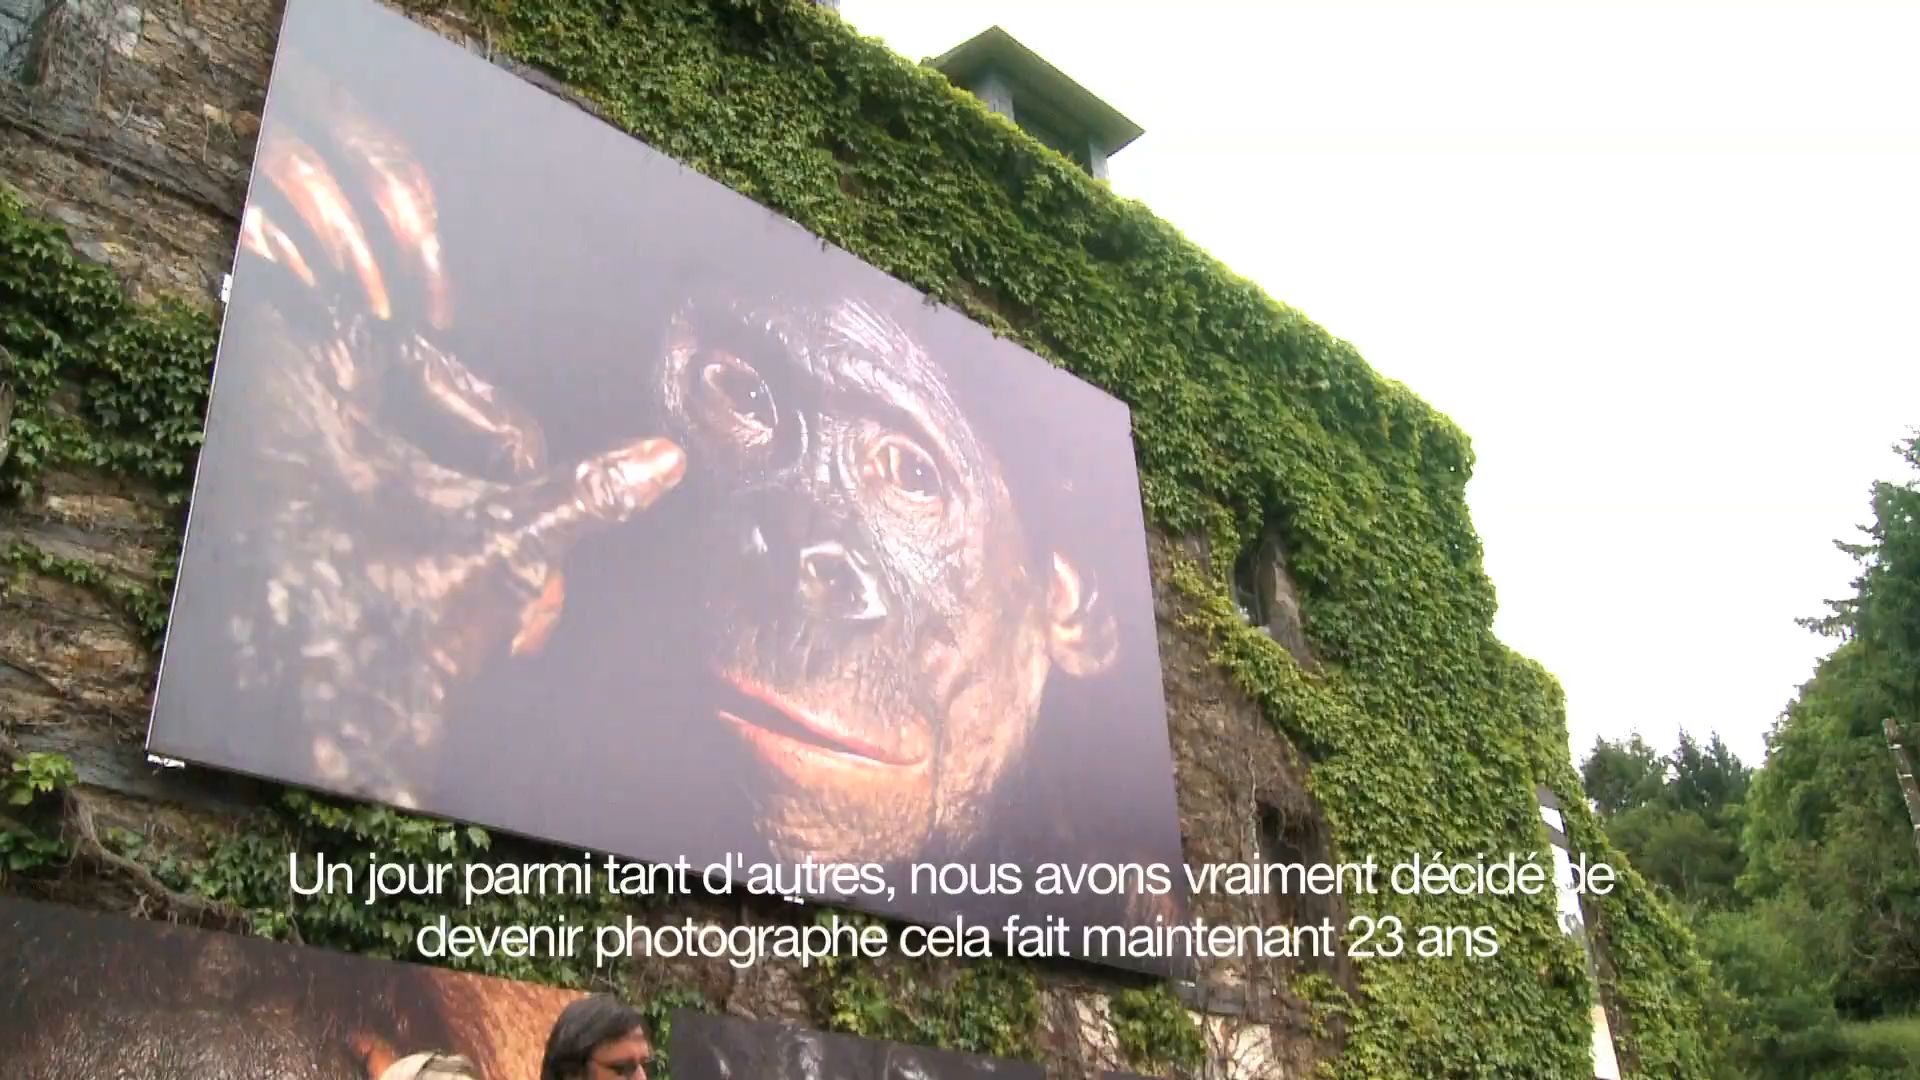 Un jour parmi tant d'autres, nous avons vraiment décidé de
devenir photographe cela fait maintenant 23 ans